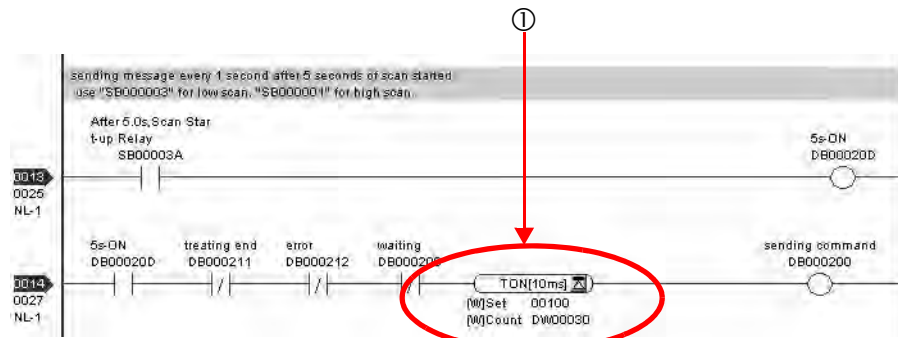 ①
sending message every 1 second after 5 seconds of scan started
use "SB000003" for low scan, "SB000001" for high scan.
After 5.0s,Scan Star
t-up Relay
SB00003A
5s-ON
DB00020D
0013
0025
NL-1
5s-ON treating end error waiting sending command
DB00020D DB000211 DB000212 DB000200
0014
0027
NL-1
TON[10ms]
[W]Set 00100
[W]Count DW00030